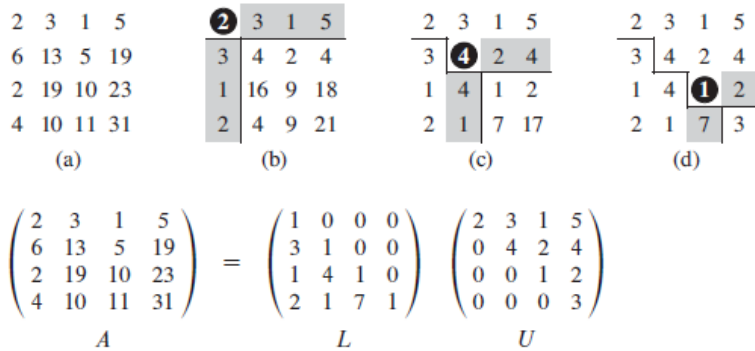 2 3 1 5 2 3 1 5 2 3 1 5 2 3 1 5
6 13 5 19 3 4 2 4 3 4 2 4 3 4 2 4
2 19 10 23 1 16 9 18 1 4 1 2 1 4 1 2
4 10 11 31 2 4 9 21 2 1 7 17 2 1 7 3
(a) (b) (c) (d)
2 3 1 5 1 0 0 0 2 3 1 5
6 13 5 19 3 1 0 0 0 4 2 4
= 
2 19 10 23 1 4 1 0 0 0 1 2
4 10 11 31 2 1 7 1 0 0 0 3
A L U